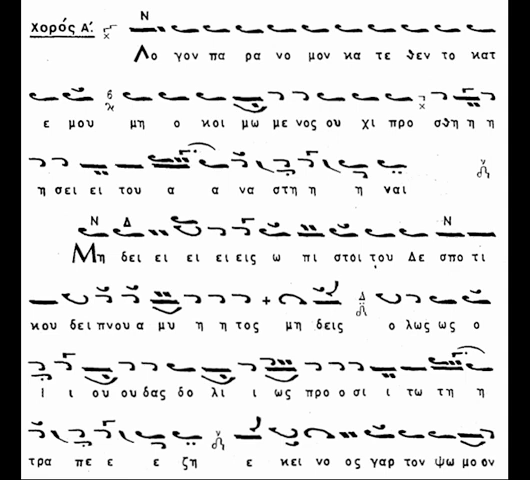 Χορός Α΄. Ν
Λο γον πα ρα νο μον κα τε θεν το κατ
ε μου μη ο κοι μω με νος ου χι προ σθη η η
η σει ει του α α να στη η η ναι
Ν Δ Ν
Μη δει ει ει ει εις ω πι στοι του Δε σπο τι
κου δει πνου α μυ η η τος μη δεις ο λως ως ο
Ι ι ου ου δας δο λι ι ως προ ο σι ι τω τη η
τρα πε ε ε ζη ε κει νο ος γαρ τον ψω μο ον